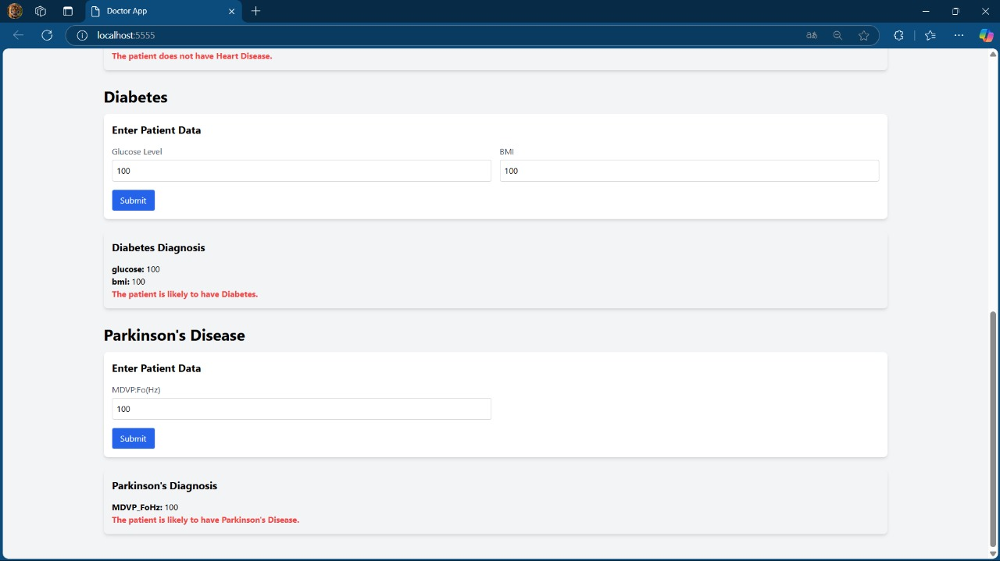 Doctor App
localhost:5555
The patient does not have Heart Disease.
Diabetes
Enter Patient Data
Glucose Level BMI
100 100
Submit
Diabetes Diagnosis
glucose: 100
bmi: 100
The patient is likely to have Diabetes.
Parkinson's Disease
Enter Patient Data
MDVP:Fo(Hz)
100
Submit
Parkinson's Diagnosis
MDVP_FoHz: 100
The patient is likely to have Parkinson's Disease.